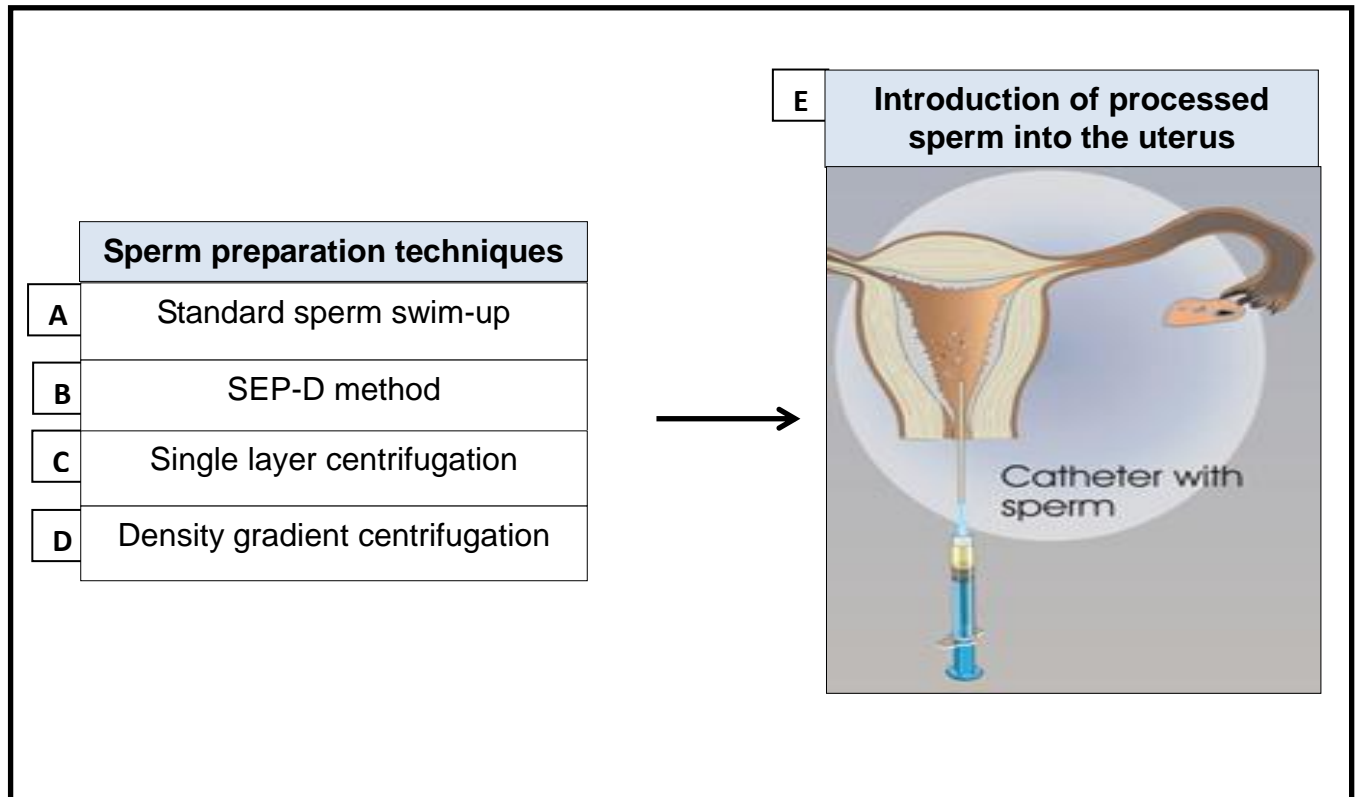 E
Introduction of processed
sperm into the uterus
Sperm preparation techniques
A
Standard sperm swim-up
B
SEP-D method
C
Single layer centrifugation
D
Density gradient centrifugation
Catheter with
sperm